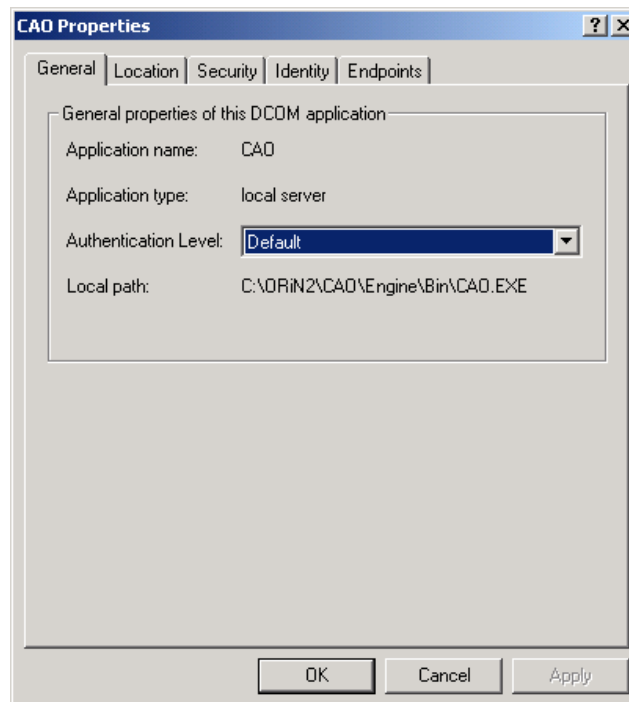 CAO Properties
General Location Security Identity Endpoints
General properties of this DCOM application
Application name: CAO
Application type: local server
Authentication Level: Default
Local path: C:\ORiN2\CAO\Engine\Bin\CAO.EXE
OK Cancel Apply